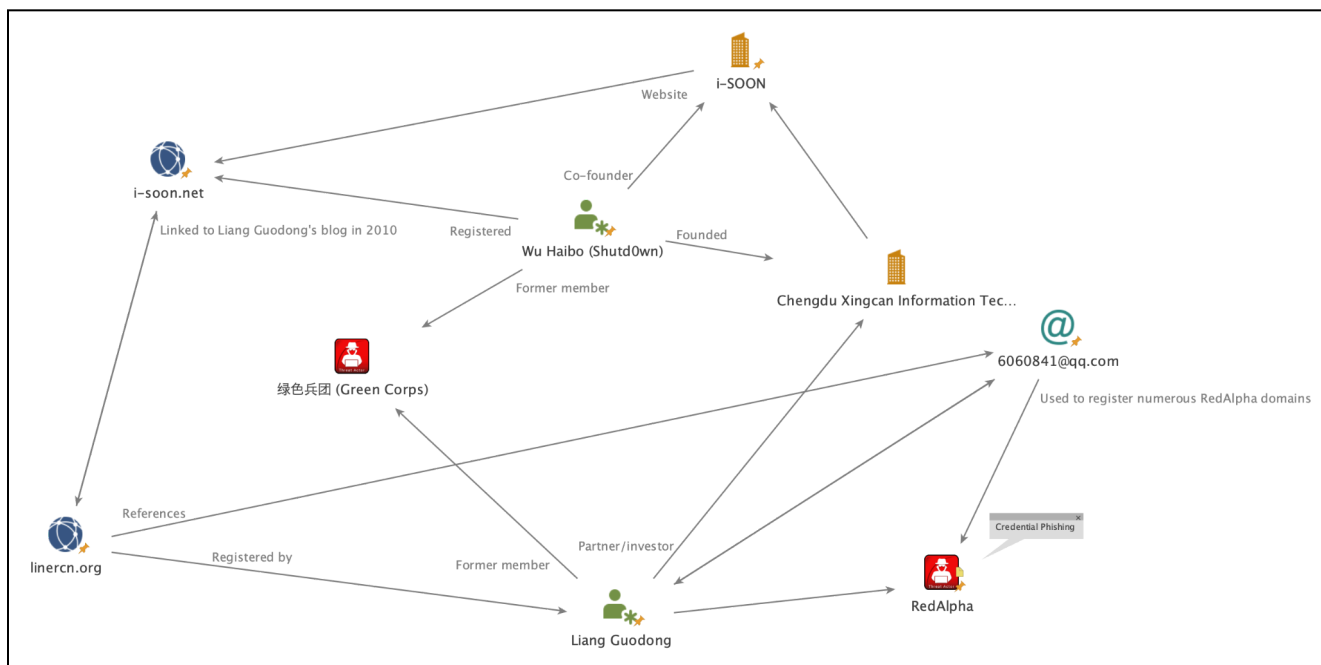 i-SOON
Website
i-soon.net
Co-founder
Linked to Liang Guodong's blog in 2010
Registered
Wu Haibo (Shutd0wn)
Founded
Former member
Chengdu Xingcan Information Tec...
绿色兵团 (Green Corps)
6060841@qq.com
Used to register numerous RedAlpha domains
References
Credential Phishing
linercn.org
Registered by
Former member
Partner/investor
RedAlpha
Liang Guodong